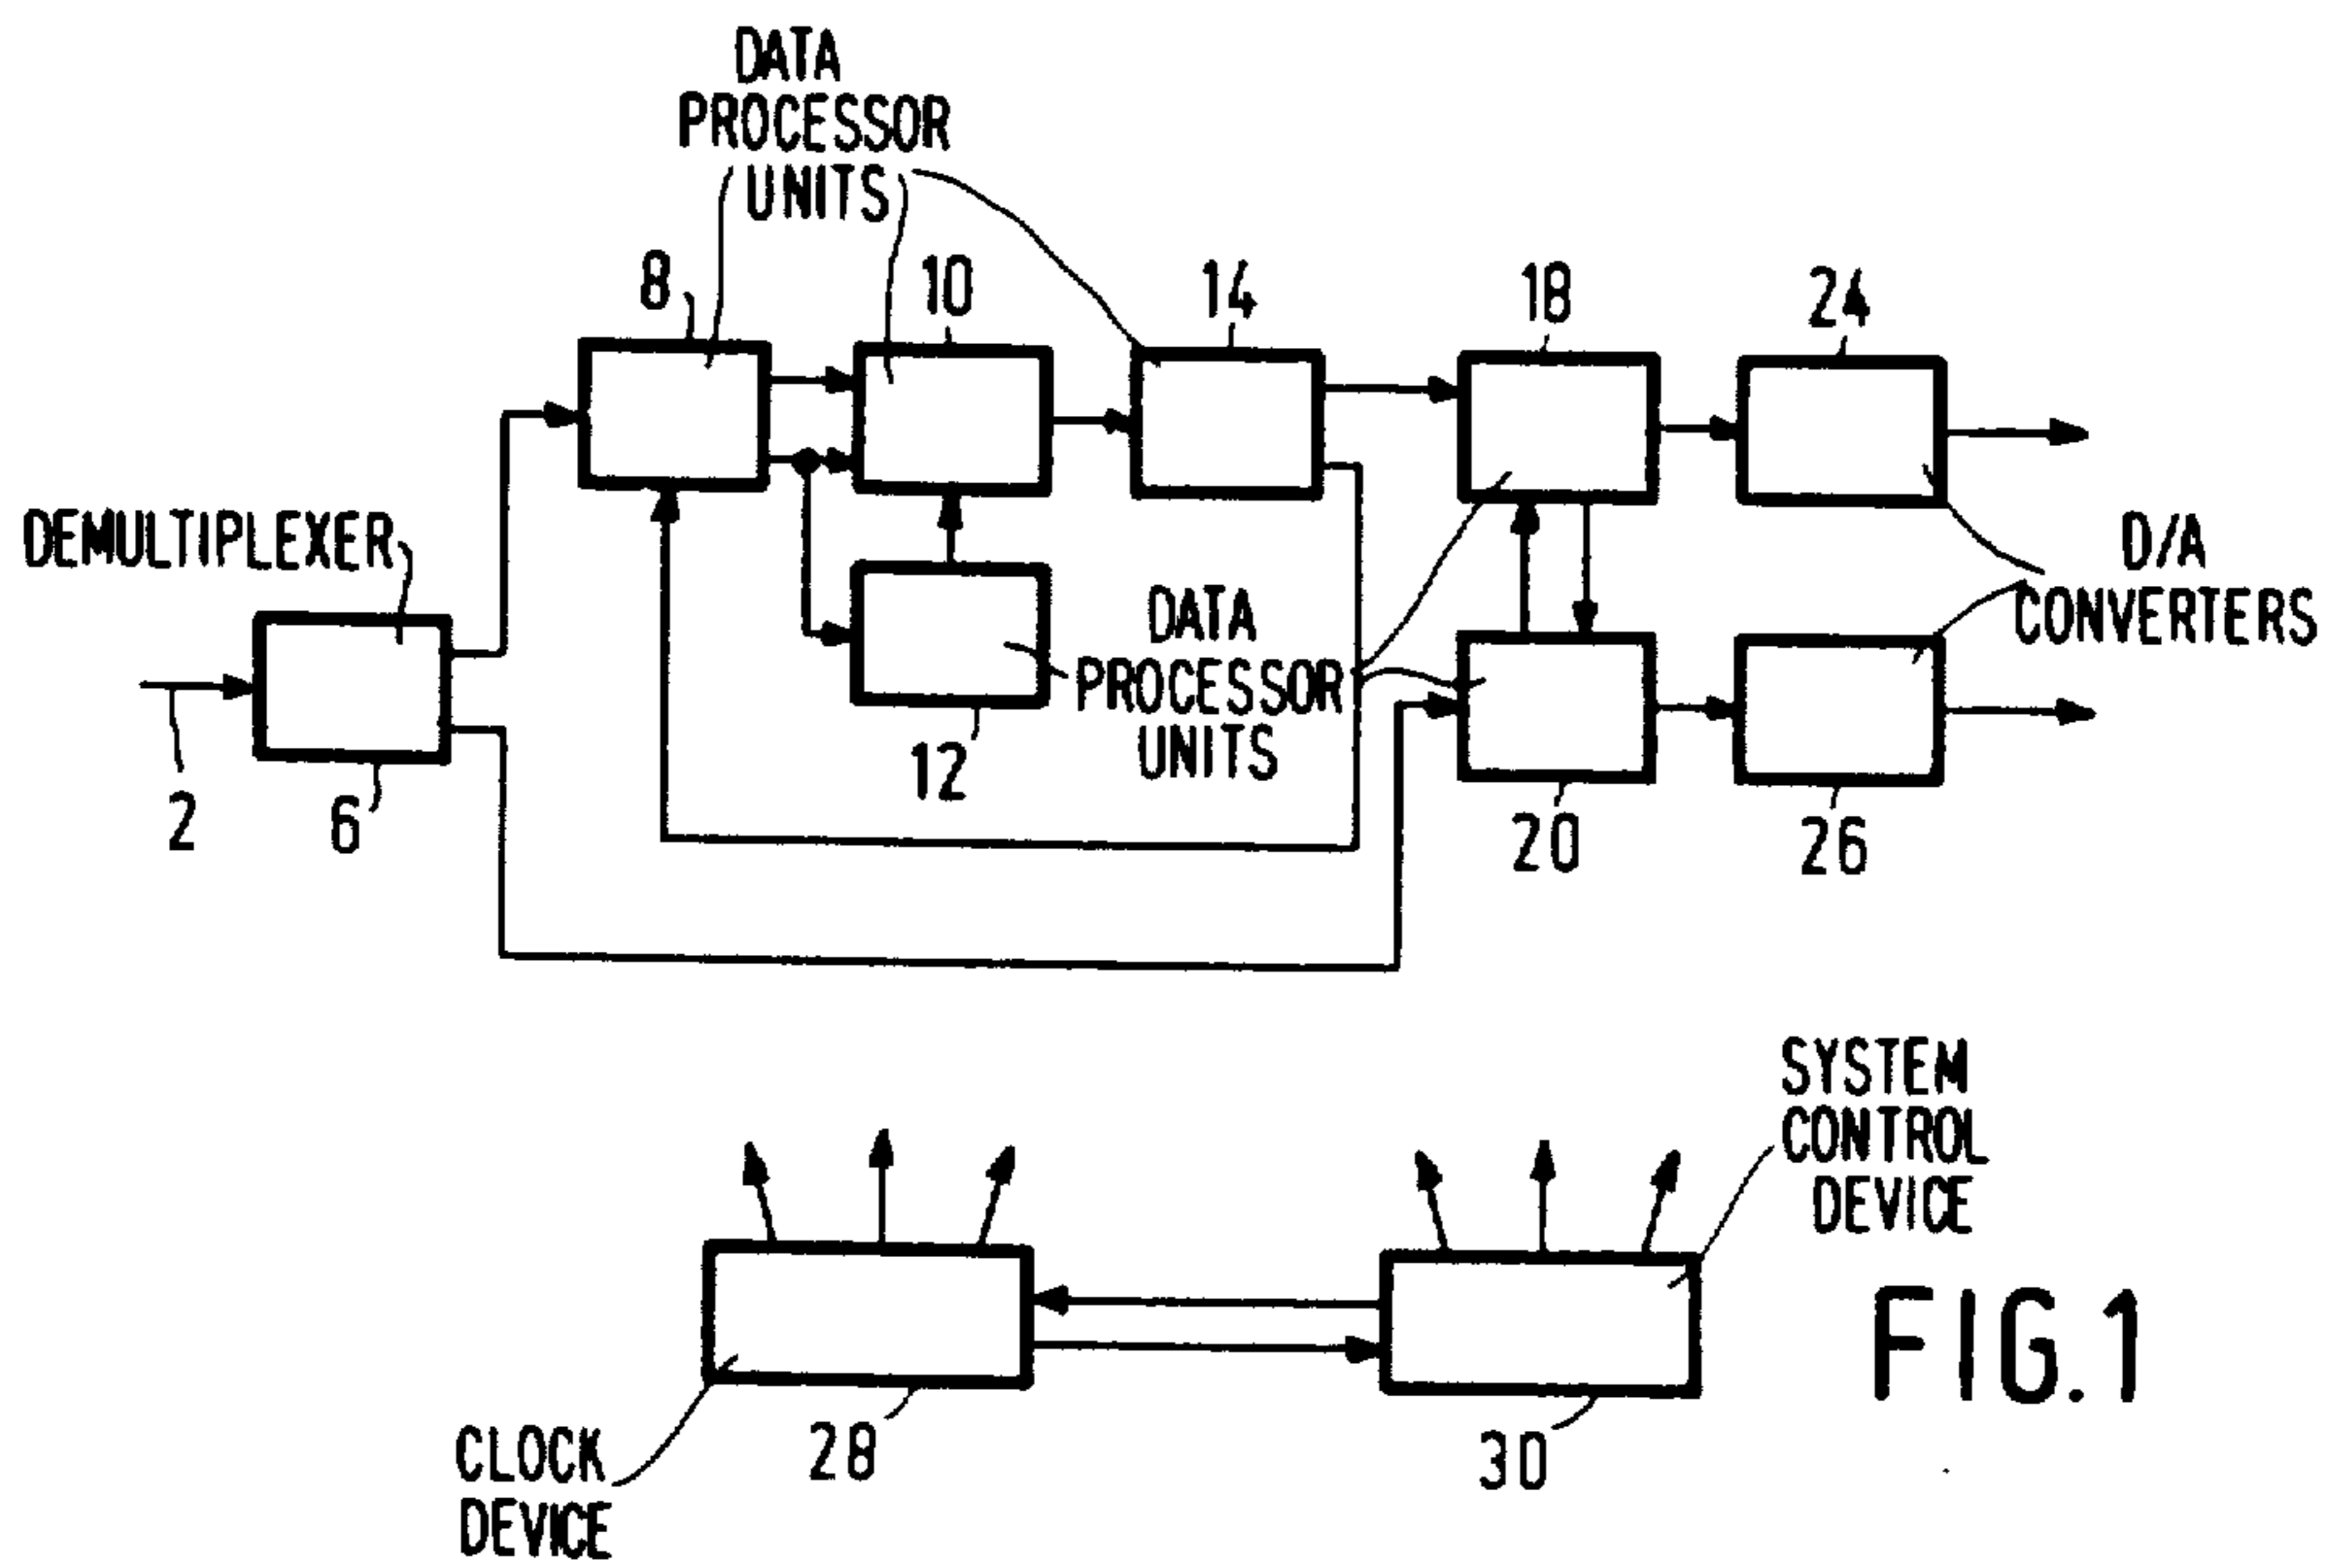 DATA
PROCESSOR
UNITS
8
10
14
18
24
DEMULTIPLEXER
D/A
CONVERTERS
DATA
PROCESSOR
UNITS
2
6
12
20
26
SYSTEM
CONTROL
DEVICE
FIG.1
CLOCK
DEVICE
28
30